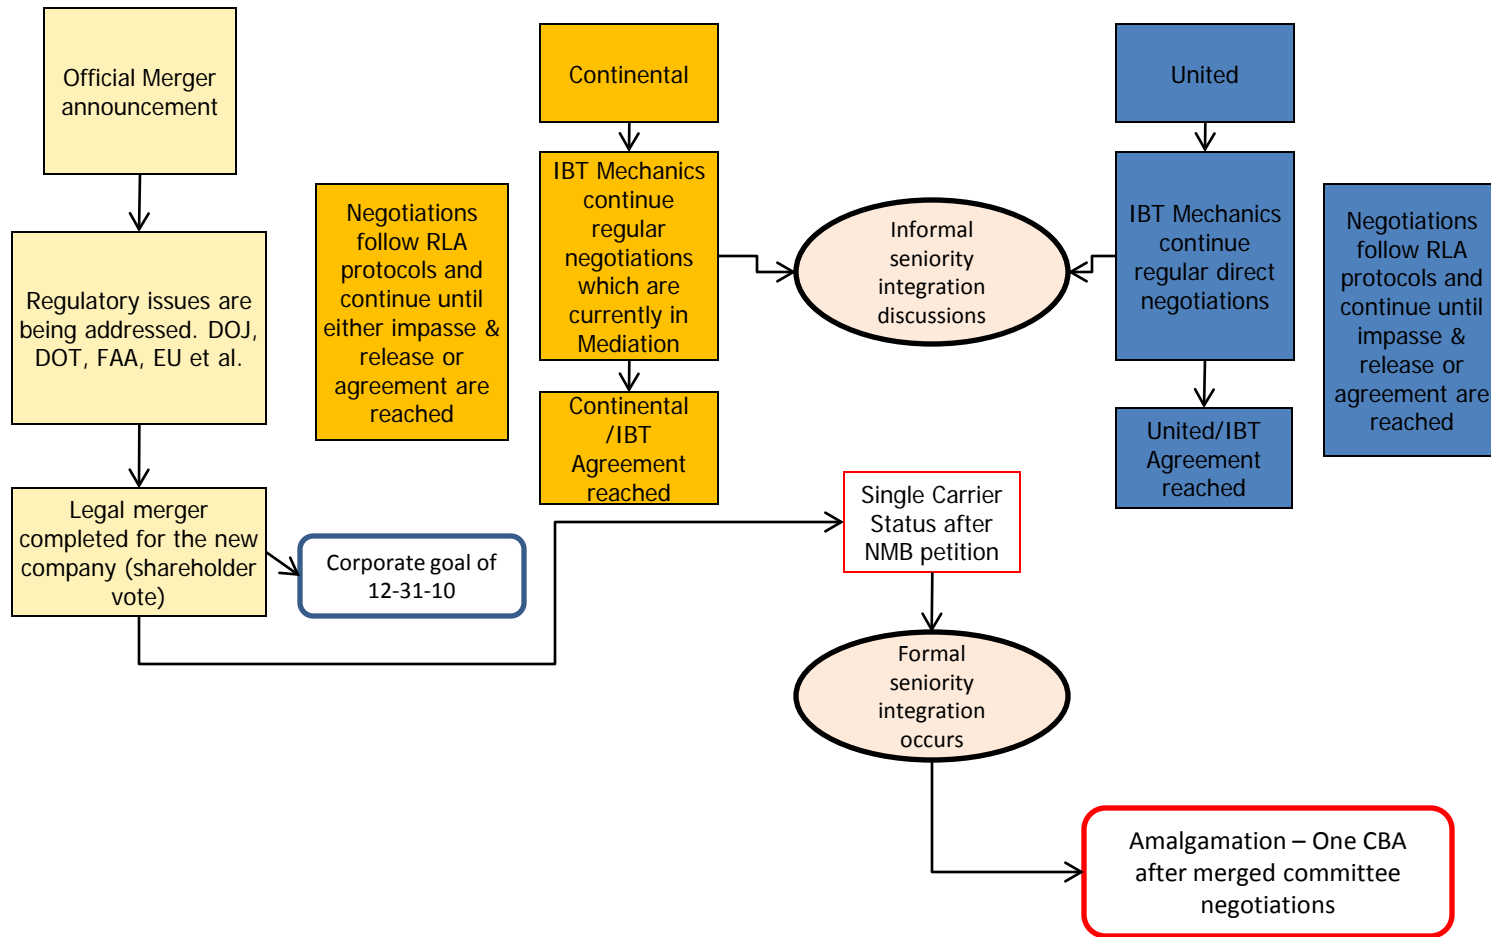 Official Merger
announcement
Regulatory issues are
being addressed. DOJ,
DOT, FAA, EU et al.
Legal merger
completed for the new
company (shareholder
vote)
Corporate goal of
12-31-10
Negotiations
follow RLA
protocols and
continue until
either impasse &
release or
agreement are
reached
Continental
IBT Mechanics
continue
regular
negotiations
which are
currently in
Mediation
Continental
/IBT
Agreement
reached
Informal
seniority
integration
discussions
United
IBT Mechanics
continue
regular direct
negotiations
United/IBT
Agreement
reached
Negotiations
follow RLA
protocols and
continue until
impasse &
release or
agreement are
reached
Single Carrier
Status after
NMB petition
Formal
seniority
integration
occurs
Amalgamation – One CBA
after merged committee
negotiations